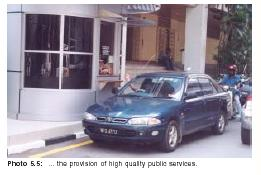 Photo 5.5: ... the provision of high quality public services.